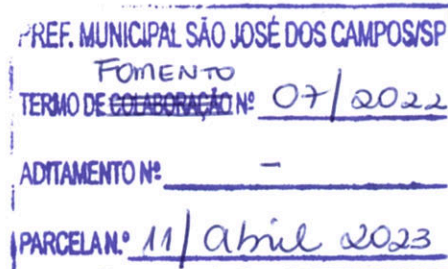 PREF. MUNICIPAL SÃO JOSÉ DOS CAMPOS/SP
FOMENTO
TERMO DE COLABORAÇÃO Nº 07/2022
ADITAMENTO Nº -
PARCELA N.º 11/abril 2023